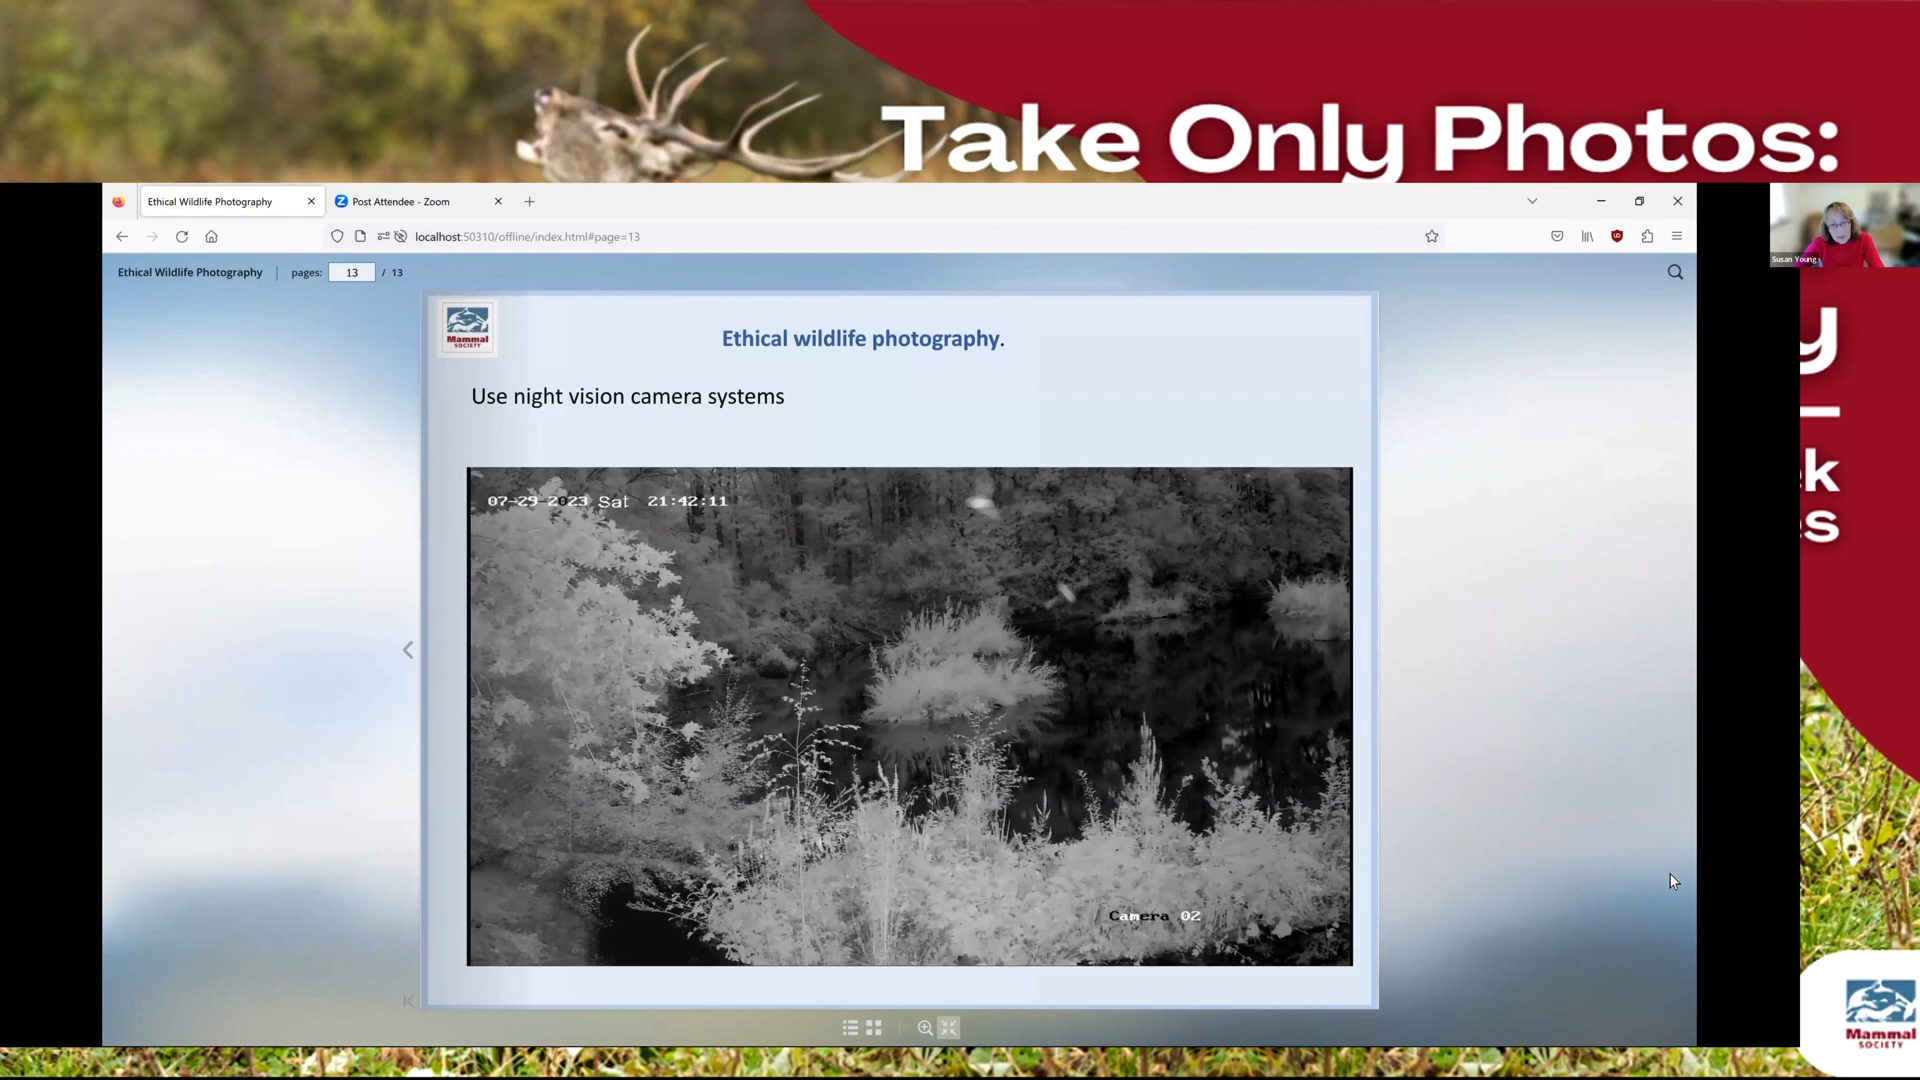 Take Only Photos:
Ethical Wildlife Photography
Post Attendee - Zoom
localhost:50310/offline/index.html#page=13
Susan Young
Ethical Wildlife Photography
pages: 13 / 13
Mammal
SOCIETY
Ethical wildlife photography.
y
Use night vision camera systems
–
k
s
07-29-2023 Sat 21:42:11
Camera 02
Mammal
SOCIETY